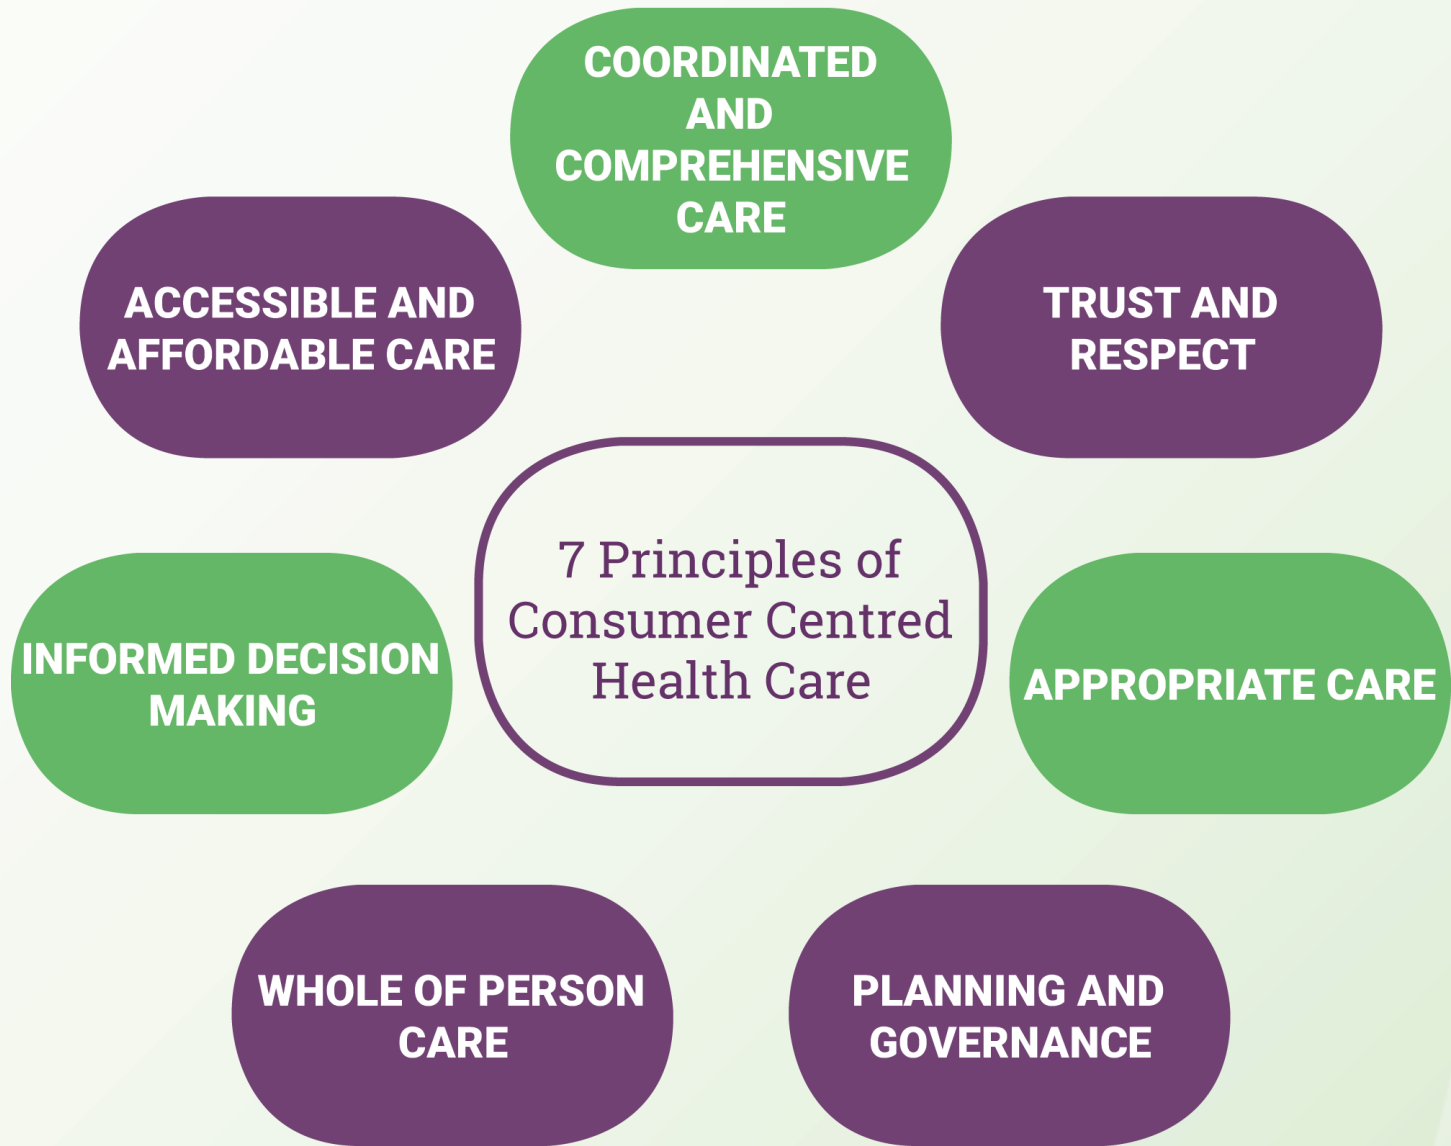 COORDINATED
AND
COMPREHENSIVE
CARE
ACCESSIBLE AND
AFFORDABLE CARE
TRUST AND
RESPECT
7 Principles of
Consumer Centred
Health Care
INFORMED DECISION
MAKING
APPROPRIATE CARE
WHOLE OF PERSON
CARE
PLANNING AND
GOVERNANCE